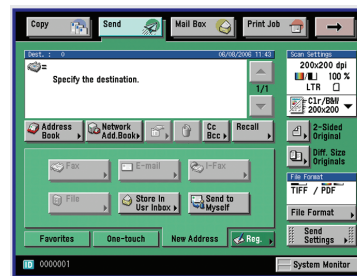 Copy
Send
Mail Box
Print Job
Dest. : 0
06/08/2006 11:43
Specify the destination.
1/1
Address Book
Network Add.Book
Cc Bcc
Recall
Fax
E-mail
I-Fax
File
Store In Usr Inbox
Send to Myself
Favorites
One-touch
New Address
Reg.
ID 0000001
Scan Settings
200x200 dpi
100 %
LTR
Clr/B&W
200x200
2-Sided Original
Diff. Size Originals
File Format
TIFF / PDF
File Format
Send Settings
System Monitor